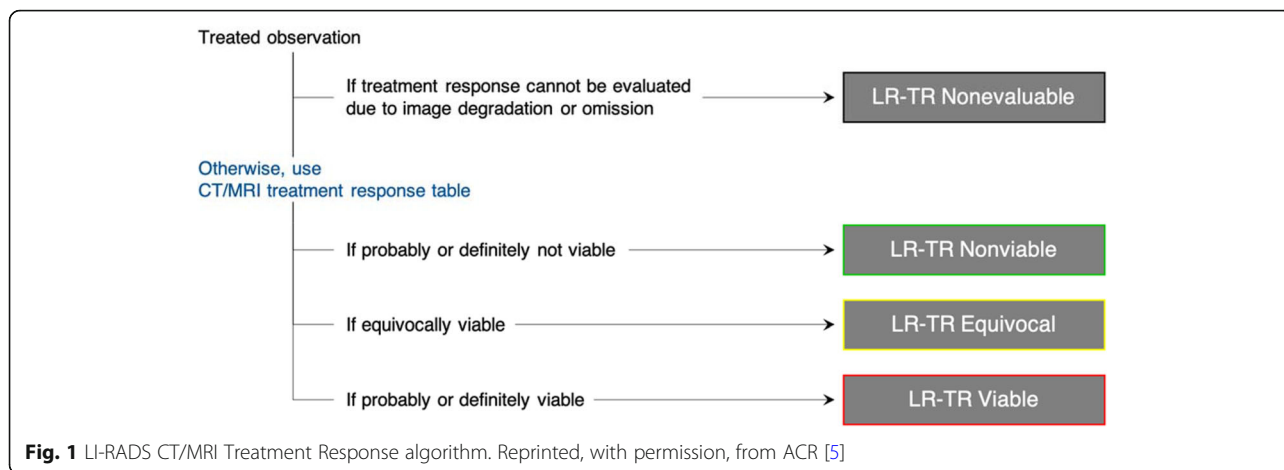 Treated observation
If treatment response cannot be evaluated
due to image degradation or omission
LR-TR Nonevaluable
Otherwise, use
CT/MRI treatment response table
If probably or definitely not viable
LR-TR Nonviable
If equivocally viable
LR-TR Equivocal
If probably or definitely viable
LR-TR Viable
Fig. 1 LI-RADS CT/MRI Treatment Response algorithm. Reprinted, with permission, from ACR [5]